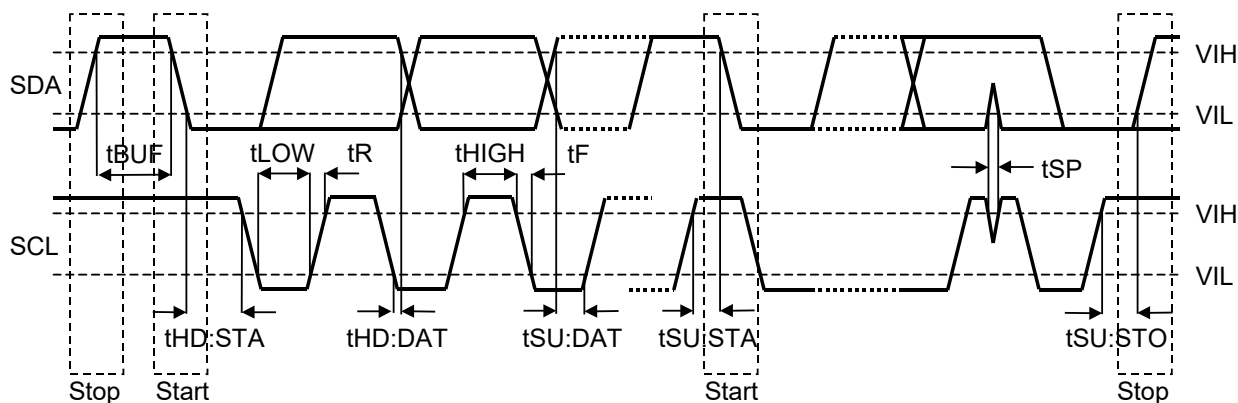 VIH
SDA
VIL
tBUF tLOW tR tHIGH tF tSP
VIH
SCL
VIL
tHD:STA tHD:DAT tSU:DAT tSU:STA tSU:STO
Stop Start Start Stop